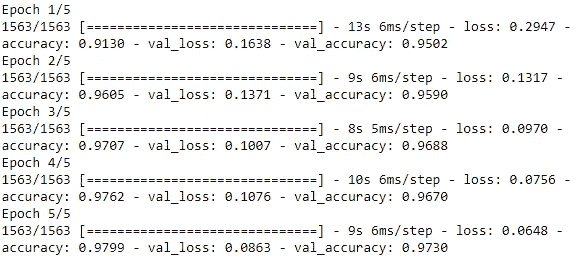 Epoch 1/5
1563/1563 [==============================] - 13s 6ms/step - loss: 0.2947 -
accuracy: 0.9130 - val_loss: 0.1638 - val_accuracy: 0.9502
Epoch 2/5
1563/1563 [==============================] - 9s 6ms/step - loss: 0.1317 -
accuracy: 0.9605 - val_loss: 0.1371 - val_accuracy: 0.9590
Epoch 3/5
1563/1563 [==============================] - 8s 5ms/step - loss: 0.0970 -
accuracy: 0.9707 - val_loss: 0.1007 - val_accuracy: 0.9688
Epoch 4/5
1563/1563 [==============================] - 10s 6ms/step - loss: 0.0756 -
accuracy: 0.9762 - val_loss: 0.1076 - val_accuracy: 0.9670
Epoch 5/5
1563/1563 [==============================] - 9s 6ms/step - loss: 0.0648 -
accuracy: 0.9799 - val_loss: 0.0863 - val_accuracy: 0.9730